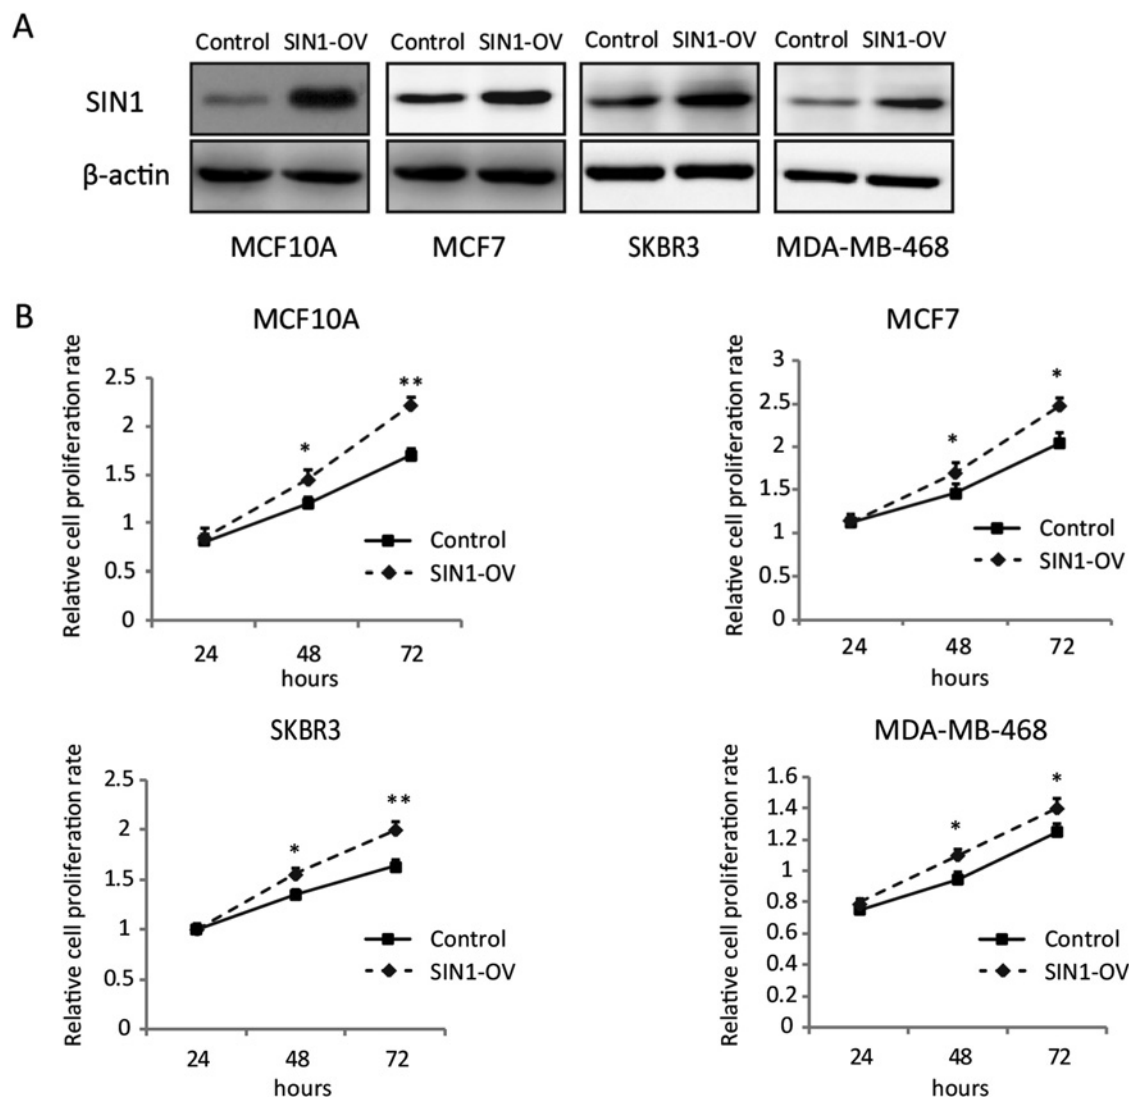 A
Control SIN1-OV Control SIN1-OV Control SIN1-OV Control SIN1-OV
SIN1
β-actin
MCF10A MCF7 SKBR3 MDA-MB-468
B
MCF10A
Relative cell proliferation rate
2.5
2
1.5
1
0.5
0
*
**
Control
SIN1-OV
24 48 72
hours
MCF7
Relative cell proliferation rate
3
2.5
2
1.5
1
0.5
0
*
*
Control
SIN1-OV
24 48 72
hours
SKBR3
Relative cell proliferation rate
2.5
2
1.5
1
0.5
0
*
**
Control
SIN1-OV
24 48 72
hours
MDA-MB-468
Relative cell proliferation rate
1.6
1.4
1.2
1
0.8
0.6
0.4
0.2
0
*
*
Control
SIN1-OV
24 48 72
hours